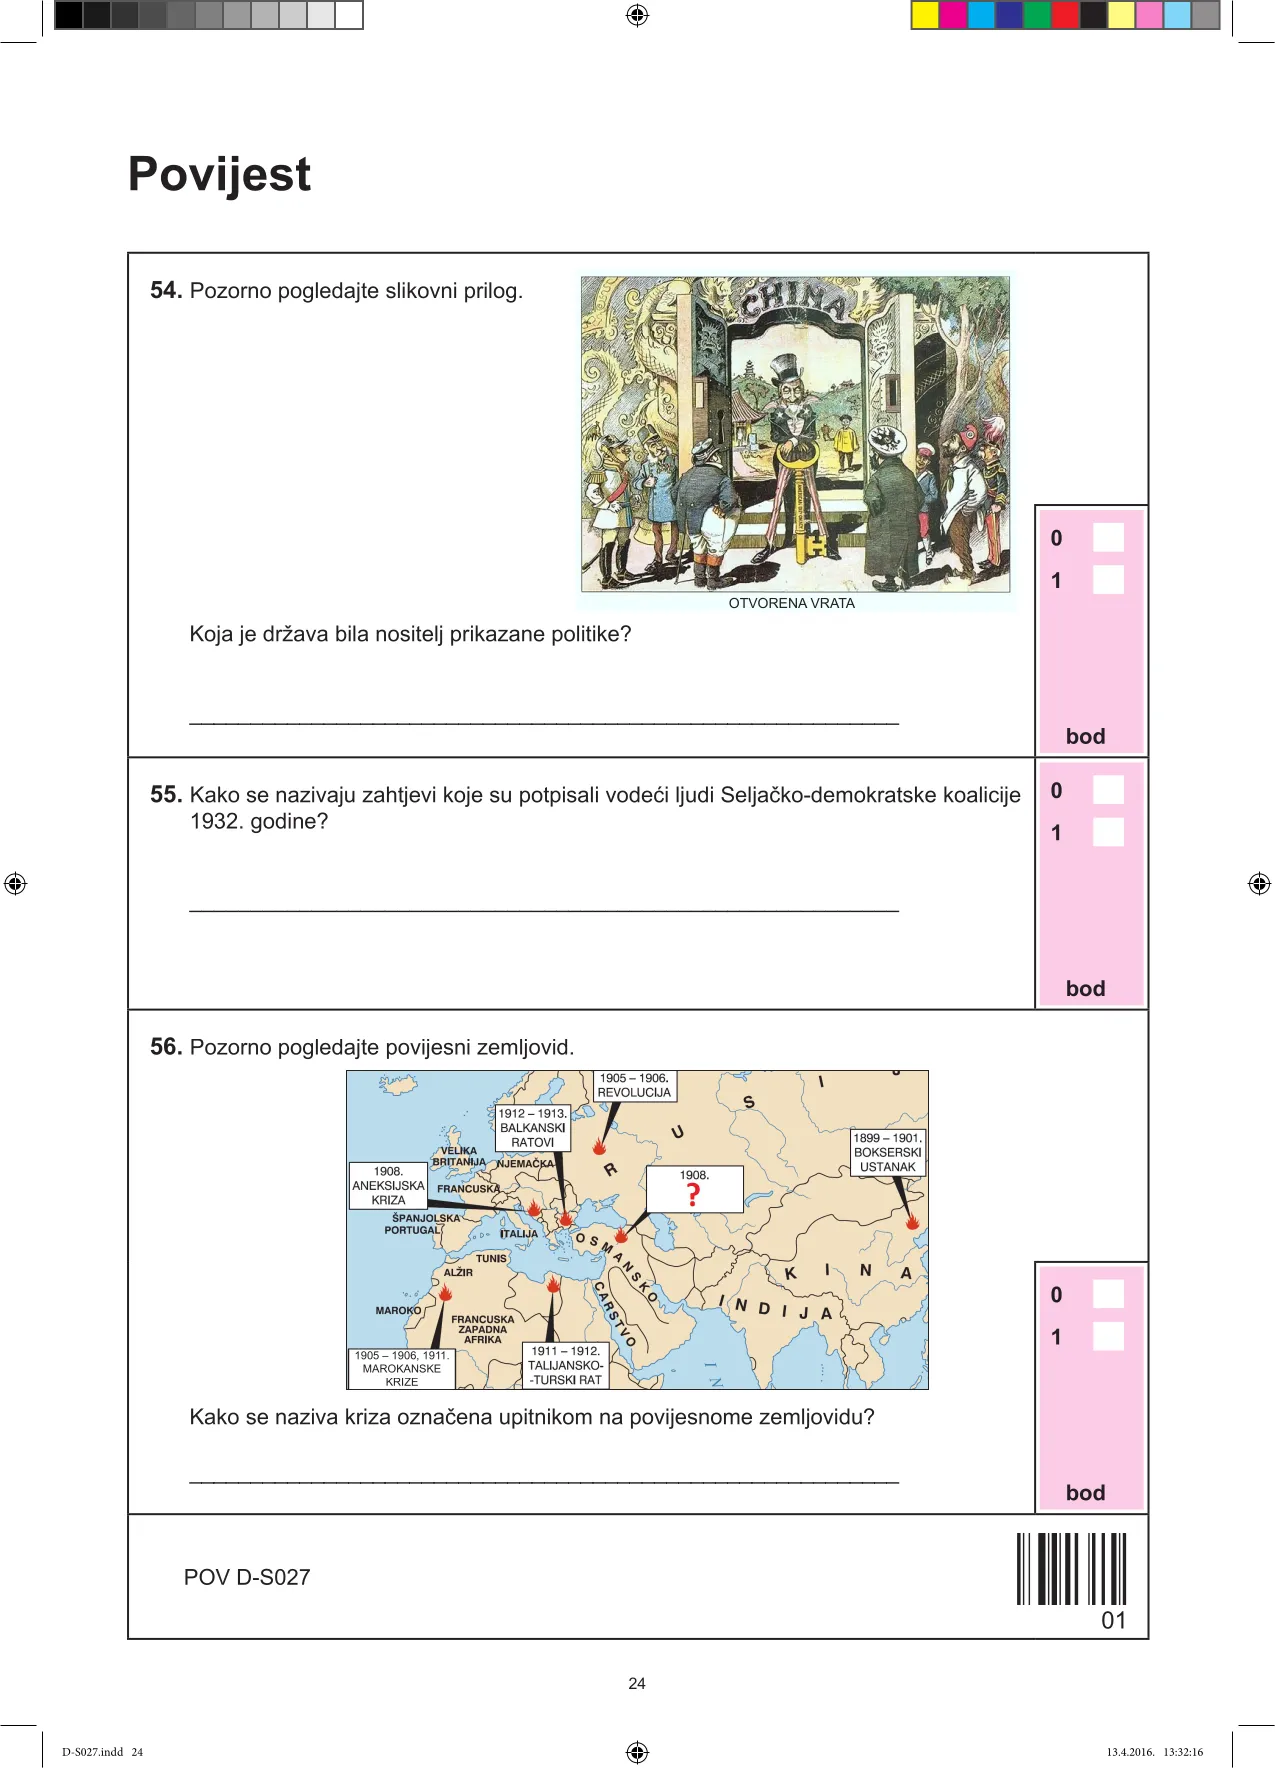 Povijest
54. Pozorno pogledajte slikovni prilog.
CHINA
OTVORENA VRATA
Koja je država bila nositelj prikazane politike?
0
1
bod
55. Kako se nazivaju zahtjevi koje su potpisali vodeći ljudi Seljačko-demokratske koalicije
1932. godine?
0
1
bod
56. Pozorno pogledajte povijesni zemljovid.
1905 – 1906.
REVOLUCIJA
1912 – 1913.
BALKANSKI
RATOVI
1899 – 1901.
BOKSERSKI
USTANAK
1908.
ANEKSIJSKA
KRIZA
1908.
?
VELIKA
BRITANIJA
NJEMAČKA
FRANCUSKA
ŠPANJOLSKA
PORTUGAL
ITALIJA
TUNIS
ALŽIR
MAROKO
FRANCUSKA
ZAPADNA
AFRIKA
R U S I J
OSMANSKO
CARSTVO
KINA
INDIJA
I N
1905 – 1906, 1911.
MAROKANSKE
KRIZE
1911 – 1912.
TALIJANSKO-
-TURSKI RAT
Kako se naziva kriza označena upitnikom na povijesnome zemljovidu?
0
1
bod
POV D-S027
01
24
D-S027.indd 24
13.4.2016. 13:32:16